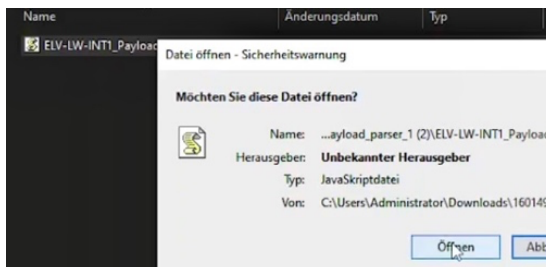 Name Änderungsdatum Typ
ELV-LW-INT1_Payload
Datei öffnen - Sicherheitswarnung
Möchten Sie diese Datei öffnen?
Name: ...ayload_parser_1 (2)\ELV-LW-INT1_Payloa
Herausgeber: Unbekannter Herausgeber
Typ: JavaSkriptdatei
Von: C:\Users\Administrator\Downloads\160149
Öffnen Abb